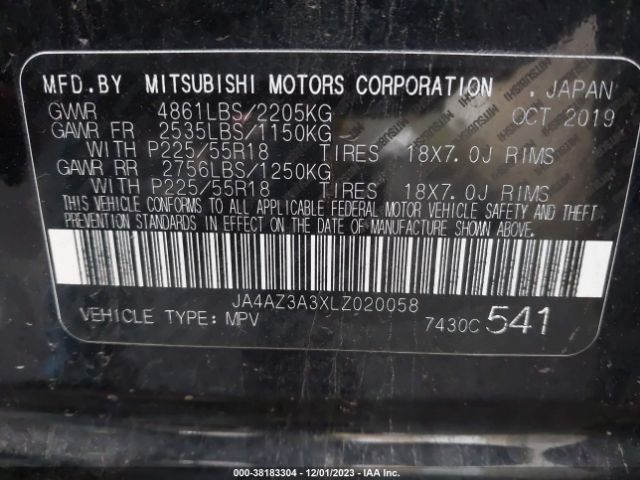 MFD.BY MITSUBISHI MOTORS CORPORATION . JAPAN
GVWR 4861LBS/2205KG OCT 2019
GAWR FR 2535LBS/1150KG
WITH P225/55R18 TIRES 18X7.0J RIMS
GAWR RR 2756LBS/1250KG
WITH P225/55R18 TIRES 18X7.0J RIMS
THIS VEHICLE CONFORMS TO ALL APPLICABLE FEDERAL MOTOR VEHICLE SAFETY AND THEFT
PREVENTION STANDARDS IN EFFECT ON THE DATE OF MANUFACTURE SHOWN ABOVE.
JA4AZ3A3XLZ020058
VEHICLE TYPE: MPV 7430C 541
000-38183304 - 12/01/2023 - IAA Inc.